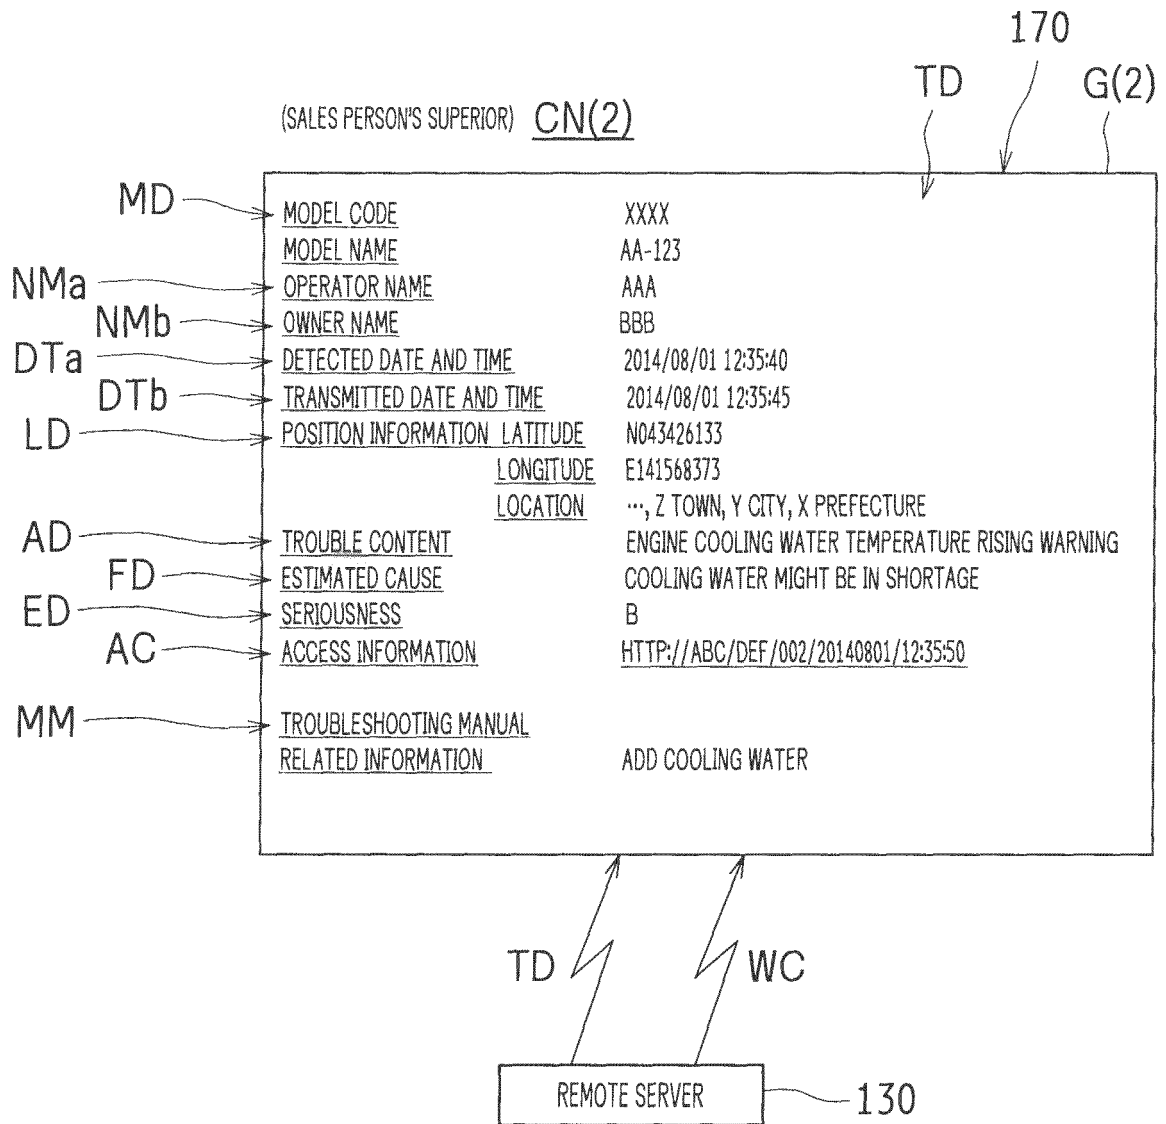 170
TD
G(2)
(SALES PERSON'S SUPERIOR) CN(2)
MD MODEL CODE XXXX
MODEL NAME AA-123
NMa OPERATOR NAME AAA
NMb OWNER NAME BBB
DTa DETECTED DATE AND TIME 2014/08/01 12:35:40
DTb TRANSMITTED DATE AND TIME 2014/08/01 12:35:45
LD POSITION INFORMATION LATITUDE N043426133
LONGITUDE E141568373
LOCATION ···, Z TOWN, Y CITY, X PREFECTURE
AD TROUBLE CONTENT ENGINE COOLING WATER TEMPERATURE RISING WARNING
FD ESTIMATED CAUSE COOLING WATER MIGHT BE IN SHORTAGE
ED SERIOUSNESS B
AC ACCESS INFORMATION HTTP://ABC/DEF/002/20140801/12:35:50
MM TROUBLESHOOTING MANUAL
RELATED INFORMATION ADD COOLING WATER
TD WC
REMOTE SERVER 130